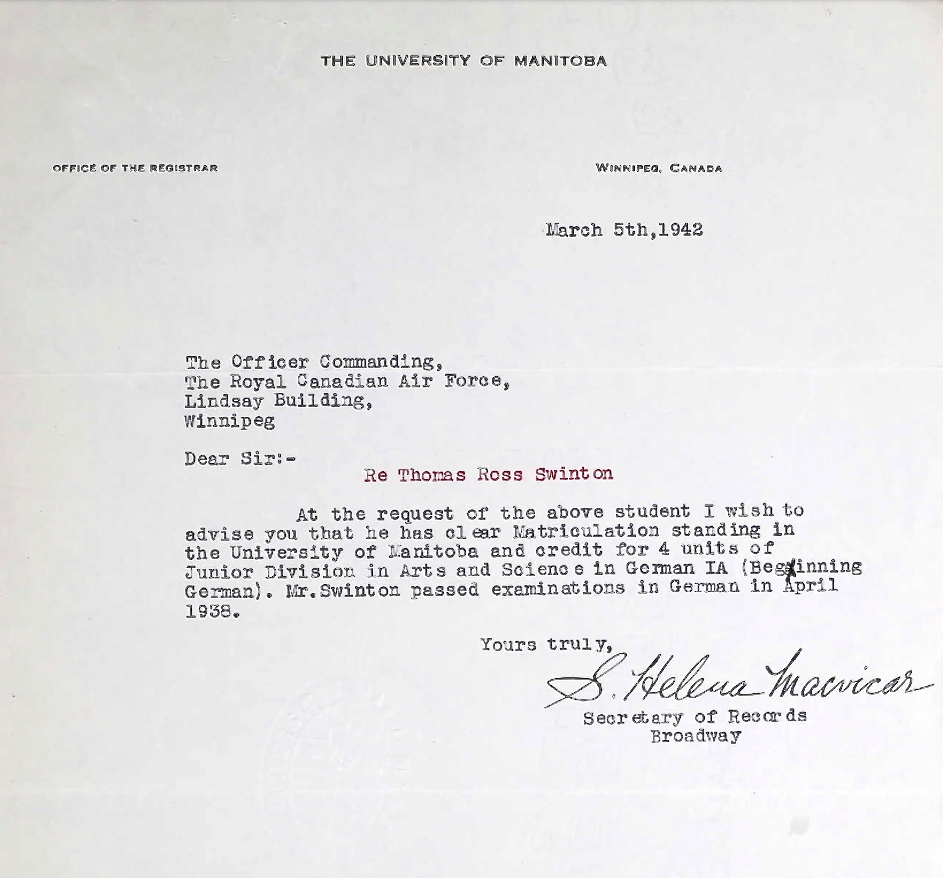 THE UNIVERSITY OF MANITOBA
OFFICE OF THE REGISTRAR
WINNIPEG, CANADA
March 5th,1942
The Officer Commanding,
The Royal Canadian Air Force,
Lindsay Building,
Winnipeg
Dear Sir:-
Re Thomas Ross Swinton
At the request of the above student I wish to
advise you that he has clear Matriculation standing in
the University of Manitoba and credit for 4 units of
Junior Division in Arts and Science in German IA (Beginning
German). Mr.Swinton passed examinations in German in April
1938.
Yours truly,
S. Helena Macvicar
Secretary of Records
Broadway